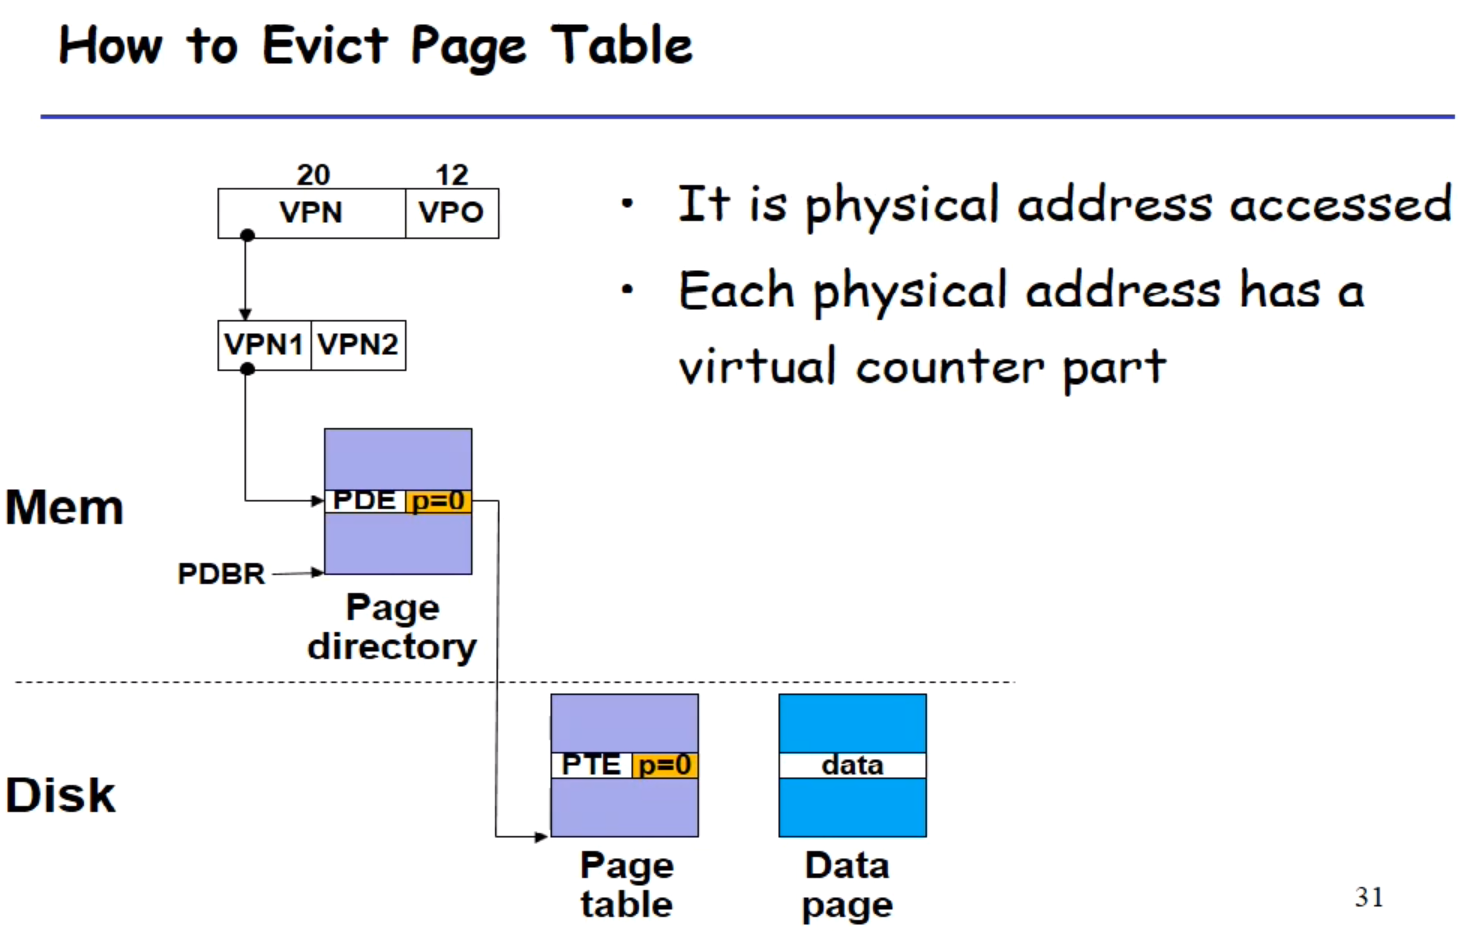 How to Evict Page Table
20 12
VPN VPO
VPN1 VPN2
Mem
PDE p=0
PDBR
Page
directory
• It is physical address accessed
• Each physical address has a
virtual counter part
Disk
PTE p=0
Page
table
data
Data
page
31